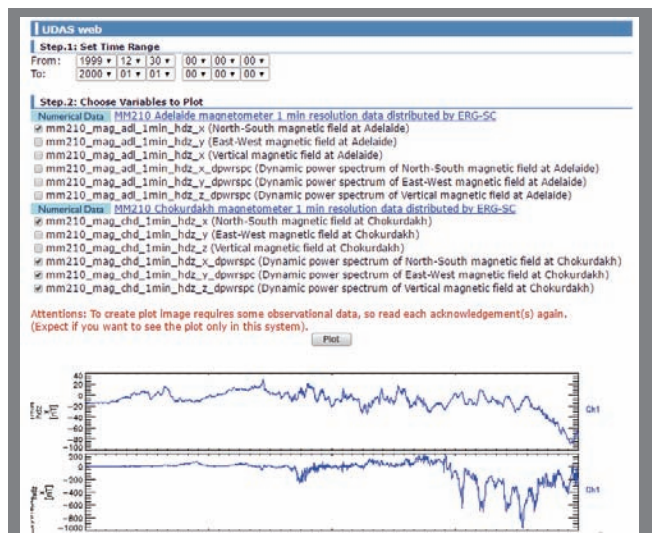 UDAS web
Step.1: Set Time Range
From: 1999 12 30 00 00 00
To: 2000 01 01 00 00 00
Step.2: Choose Variables to Plot
Numerical Data MM210 Adelaide magnetometer 1 min resolution data distributed by ERG-SC
mm210_mag_adl_1min_hdz_x (North-South magnetic field at Adelaide)
mm210_mag_adl_1min_hdz_y (East-West magnetic field at Adelaide)
mm210_mag_adl_1min_hdz_x (Vertical magnetic field at Adelaide)
mm210_mag_adl_1min_hdz_x_dpwrspc (Dynamic power spectrum of North-South magnetic field at Adelaide)
mm210_mag_adl_1min_hdz_y_dpwrspc (Dynamic power spectrum of East-West magnetic field at Adelaide)
mm210_mag_adl_1min_hdz_z_dpwrspc (Dynamic power spectrum of Vertical magnetic field at Adelaide)
Numerical Data MM210 Chokurdakh magnetometer 1 min resolution data distributed by ERG-SC
mm210_mag_chd_1min_hdz_x (North-South magnetic field at Chokurdakh)
mm210_mag_chd_1min_hdz_y (East-West magnetic field at Chokurdakh)
mm210_mag_chd_1min_hdz_z (Vertical magnetic field at Chokurdakh)
mm210_mag_chd_1min_hdz_x_dpwrspc (Dynamic power spectrum of North-South magnetic field at Chokurdakh)
mm210_mag_chd_1min_hdz_y_dpwrspc (Dynamic power spectrum of East-West magnetic field at Chokurdakh)
mm210_mag_chd_1min_hdz_z_dpwrspc (Dynamic power spectrum of Vertical magnetic field at Chokurdakh)
Attentions: To create plot image requires some observational data, so read each acknowledgement(s) again.
(Expect if you want to see the plot only in this system).
Plot
40
20
0
-20
-40
-60
-80
-100
hdz
x
[nT]
Ch1
200
0
-200
-400
-600
-800
-1000
hdz
x
[nT]
Ch1